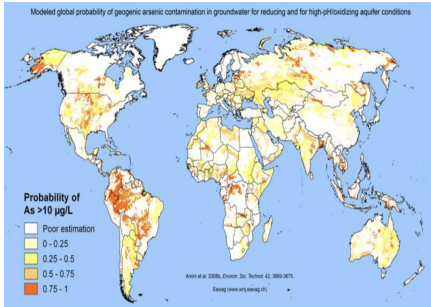 Modeled global probability of geogenic arsenic contamination in groundwater for reducing and for high-pH/oxidizing aquifer conditions
Probability of
As >10 µg/L
Poor estimation
0 - 0.25
0.25 - 0.5
0.5 - 0.75
0.75 - 1
Amini et al. 2008b, Environ. Sci. Technol. 42, 3669-3675.
Eawag (www.wrq.eawag.ch)